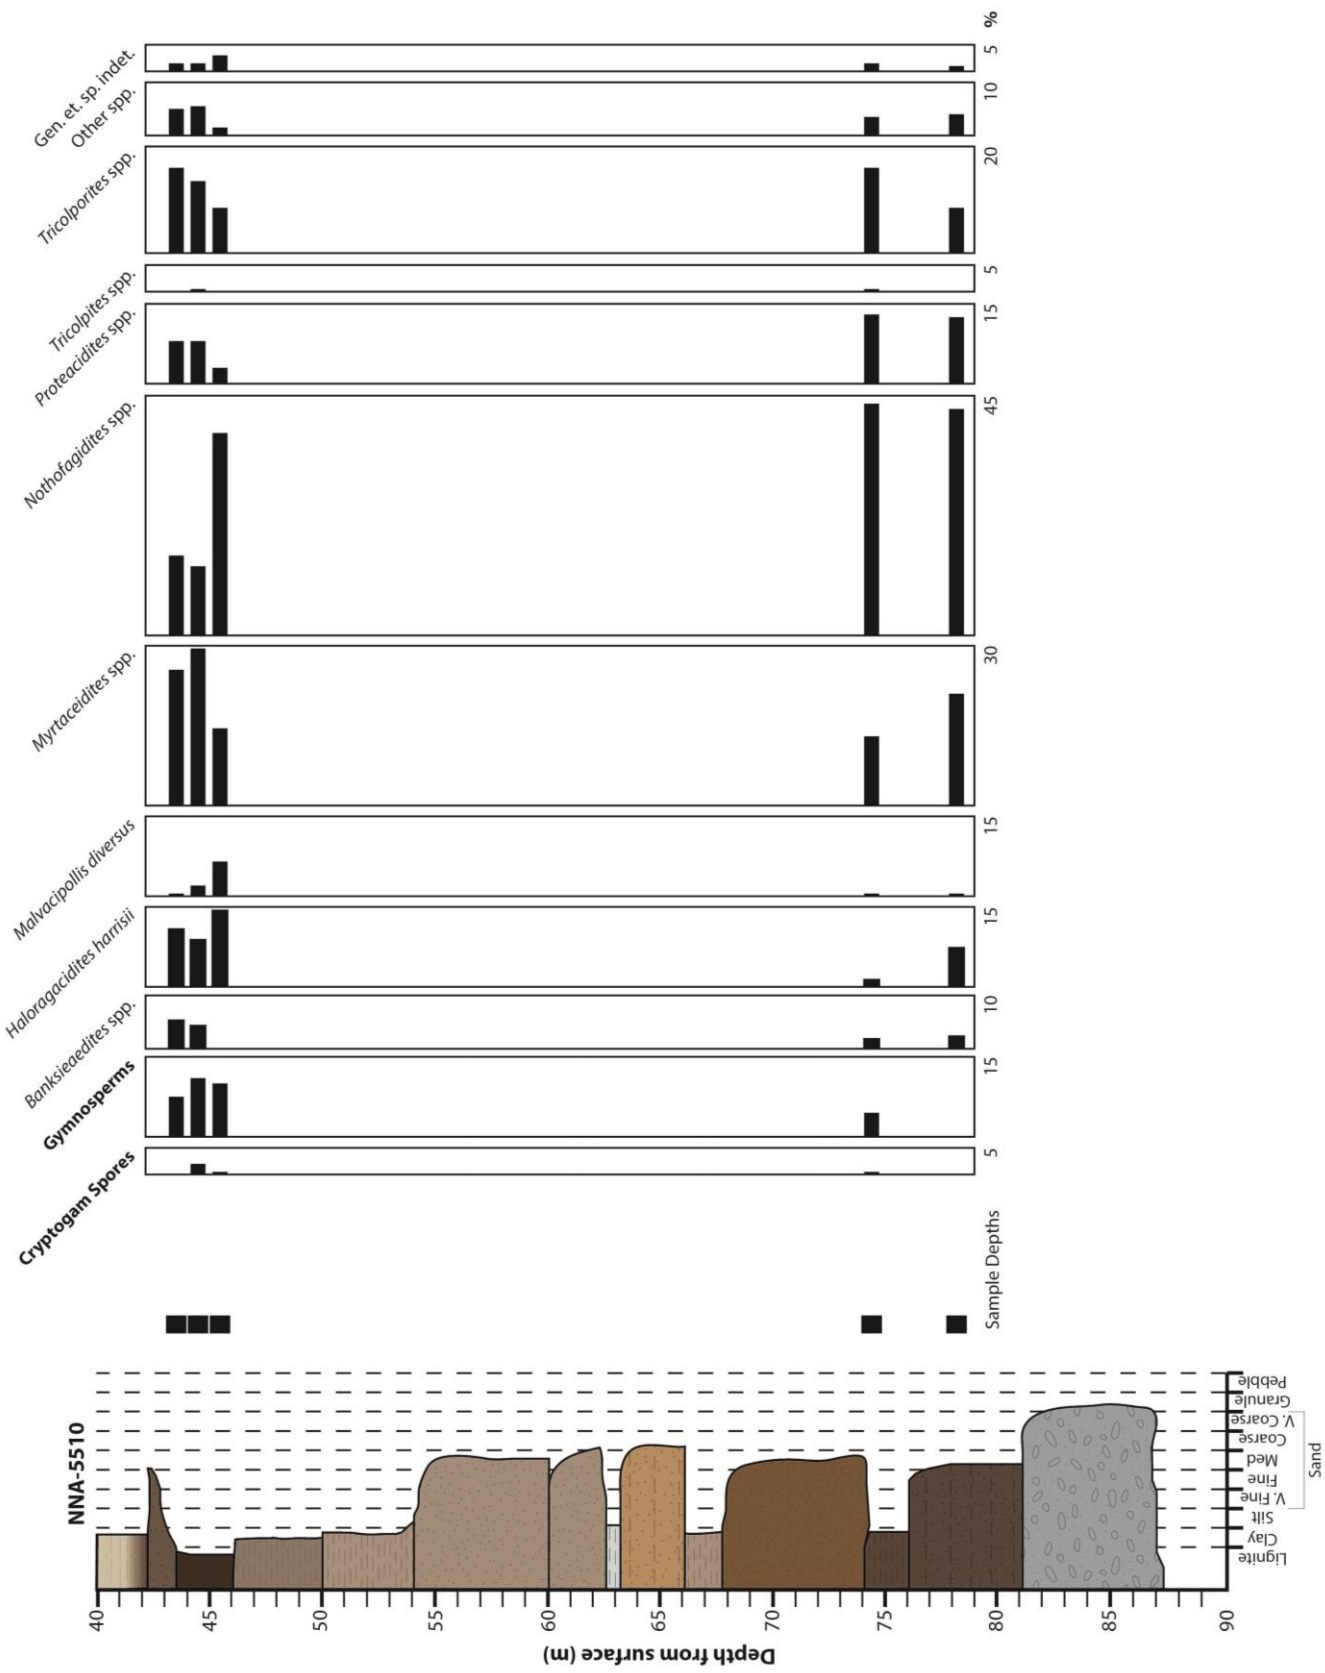 NNA-5510
Depth from surface (m)
40
45
50
55
60
65
70
75
80
85
90
Lignite
Clay
Silt
V. Fine
Fine
Med
Coarse
V. Coarse
Granule
Pebble
Sand
Sample Depths
Cryptogam Spores
5
Gymnosperms
15
Banksieaedites spp.
10
Haloragacidites harrisii
15
Malvacipollis diversus
15
Myrtaceidites spp.
30
Nothofagidites spp.
45
Proteacidites spp.
15
Tricolpites spp.
5
Tricolporites spp.
20
Other spp.
10
Gen. et. sp. indet.
5
%